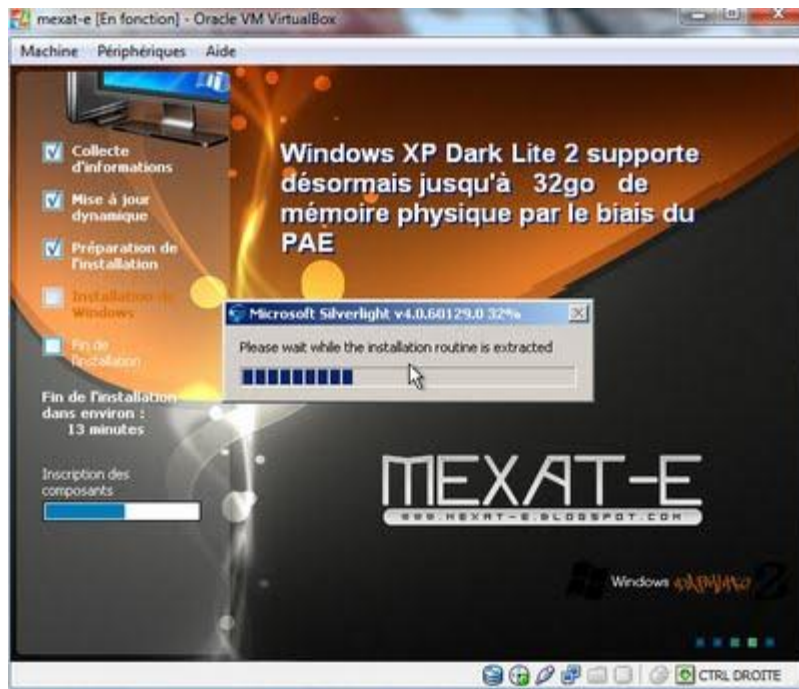 mexat-e [En fonction] - Oracle VM VirtualBox
Machine Périphériques Aide
Collecte
d'informations
Mise à jour
dynamique
Préparation de
l'installation
Installation de
Windows
Fin de
l'installation
Fin de l'installation
dans environ :
13 minutes
Inscription des
composants
Windows XP Dark Lite 2 supporte
désormais jusqu'à 32go de
mémoire physique par le biais du
PAE
Microsoft Silverlight v4.0.60129.0 32%
Please wait while the installation routine is extracted
MEXAT-E
WWW.MEXAT-E.BLOGSPOT.COM
Windows 2
CTRL DROITE